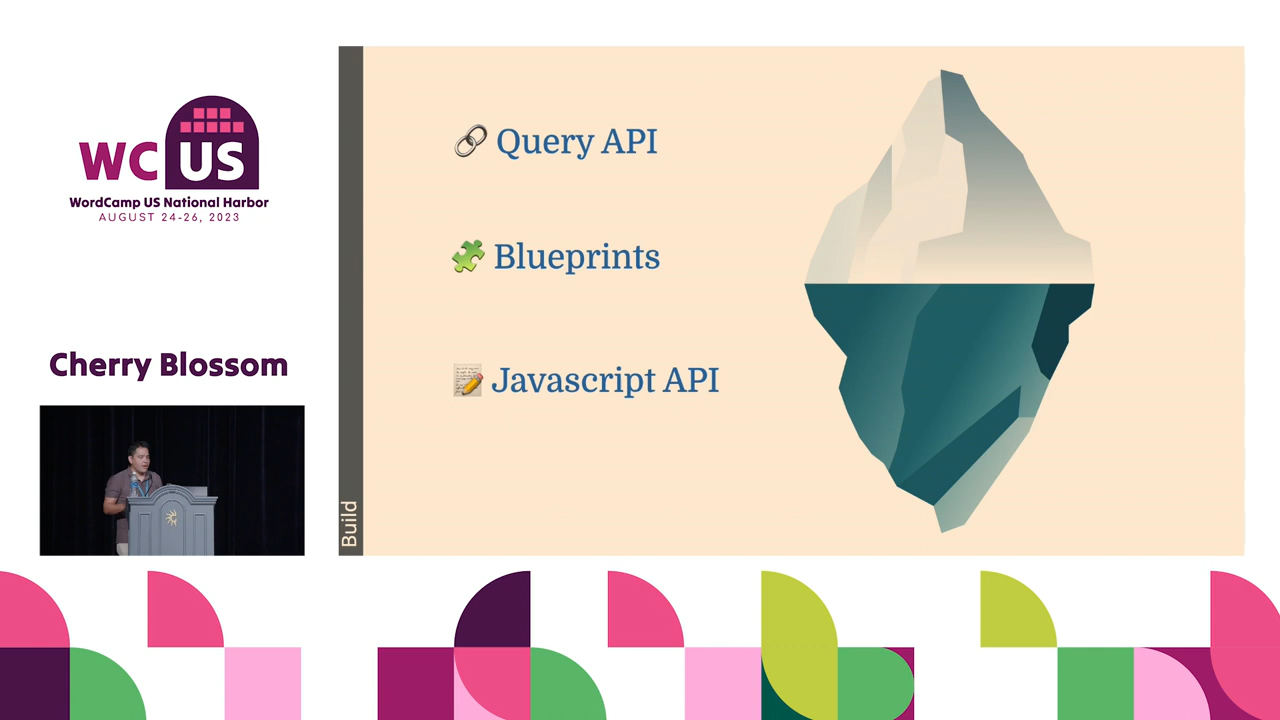 WC US
WordCamp US National Harbor
AUGUST 24-26, 2023
Cherry Blossom
Query API
Blueprints
Javascript API
Build